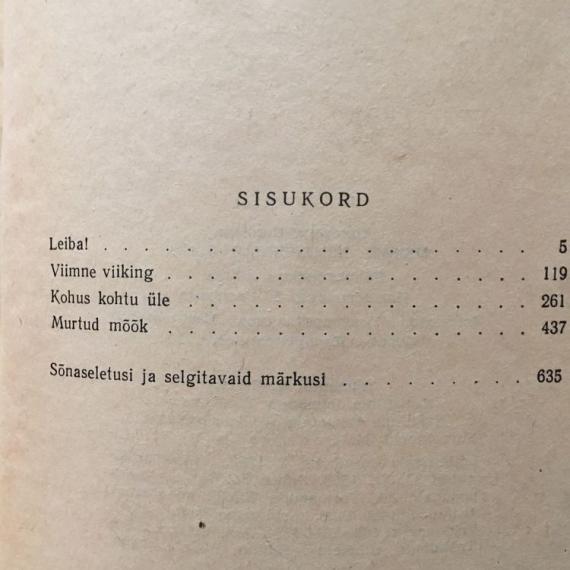 SISUKORD
Leiba! . . . . . . . . . . . . . . . . . 5
Viimne viiking . . . . . . . . . . . . . . 119
Kohus kohtu üle . . . . . . . . . . . . . 261
Murtud mõõk . . . . . . . . . . . . . . 437
Sõnaseletusi ja selgitavaid märkusi . . . . . . . 635